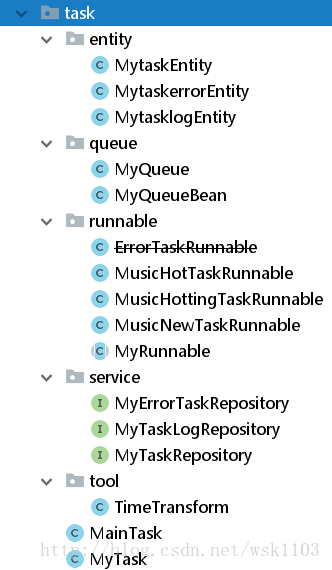 task
entity
MytaskEntity
MytaskerrorEntity
MytasklogEntity
queue
MyQueue
MyQueueBean
runnable
ErrorTaskRunnable
MusicHotTaskRunnable
MusicHottingTaskRunnable
MusicNewTaskRunnable
MyRunnable
service
MyErrorTaskRepository
MyTaskLogRepository
MyTaskRepository
tool
TimeTransform
MainTask
http://blog.csdn.net/wsk1103
MyTask